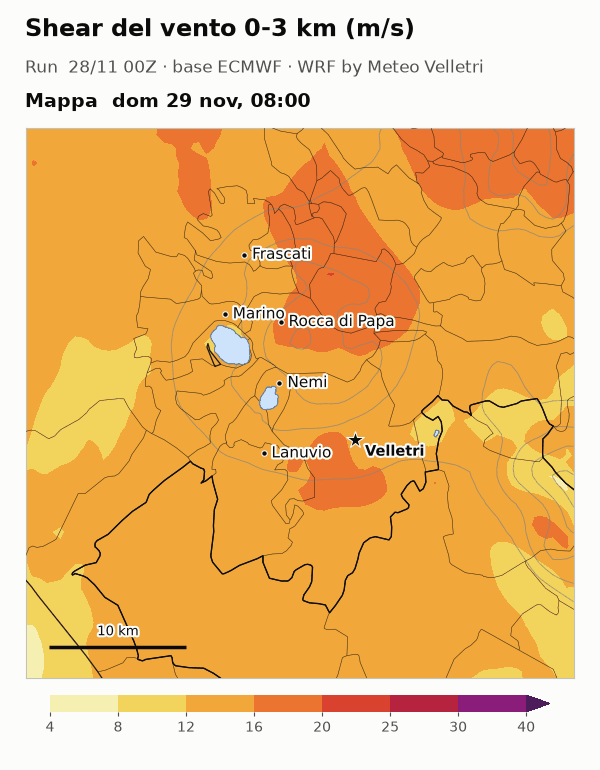 Shear del vento 0-3 km (m/s)
Run 28/11 00Z · base ECMWF · WRF by Meteo Velletri
Mappa dom 29 nov, 08:00
Frascati
Marino
Rocca di Papa
Nemi
Velletri
Lanuvio
10 km
4 8 12 16 20 25 30 40